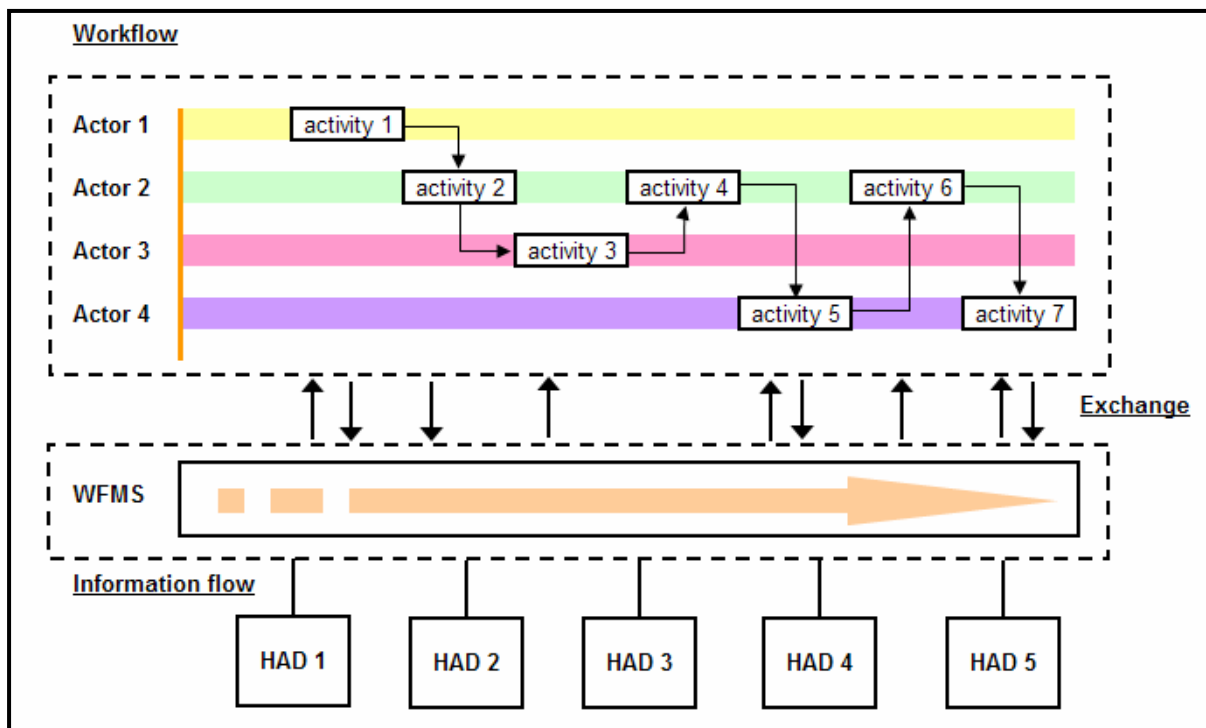 Workflow
Actor 1
activity 1
Actor 2
activity 2
activity 4
activity 6
Actor 3
activity 3
Actor 4
activity 5
activity 7
Exchange
WFMS
Information flow
HAD 1
HAD 2
HAD 3
HAD 4
HAD 5